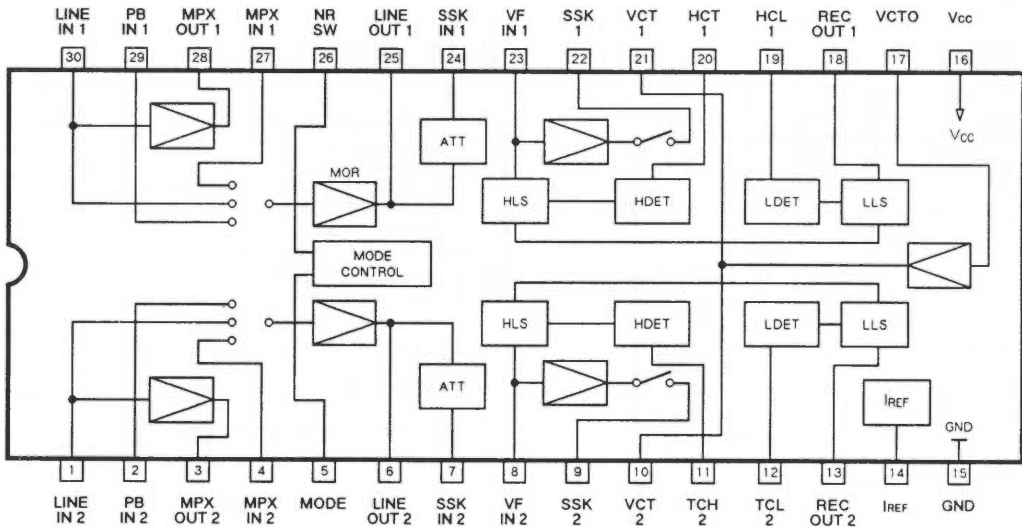 LINE IN 1
PB IN 1
MPX OUT 1
MPX IN 1
NR SW
LINE OUT 1
SSK IN 1
VF IN 1
SSK 1
VCT 1
HCT 1
HCL 1
REC OUT 1
VCTO
Vcc
30 29 28 27 26 25 24 23 22 21 20 19 18 17 16
VCC
ATT
MOR
HLS
HDET
LDET
LLS
MODE CONTROL
HLS
HDET
LDET
LLS
ATT
IREF
GND
1 2 3 4 5 6 7 8 9 10 11 12 13 14 15
LINE IN 2
PB IN 2
MPX OUT 2
MPX IN 2
MODE
LINE OUT 2
SSK IN 2
VF IN 2
SSK 2
VCT 2
TCH 2
TCL 2
REC OUT 2
IREF
GND